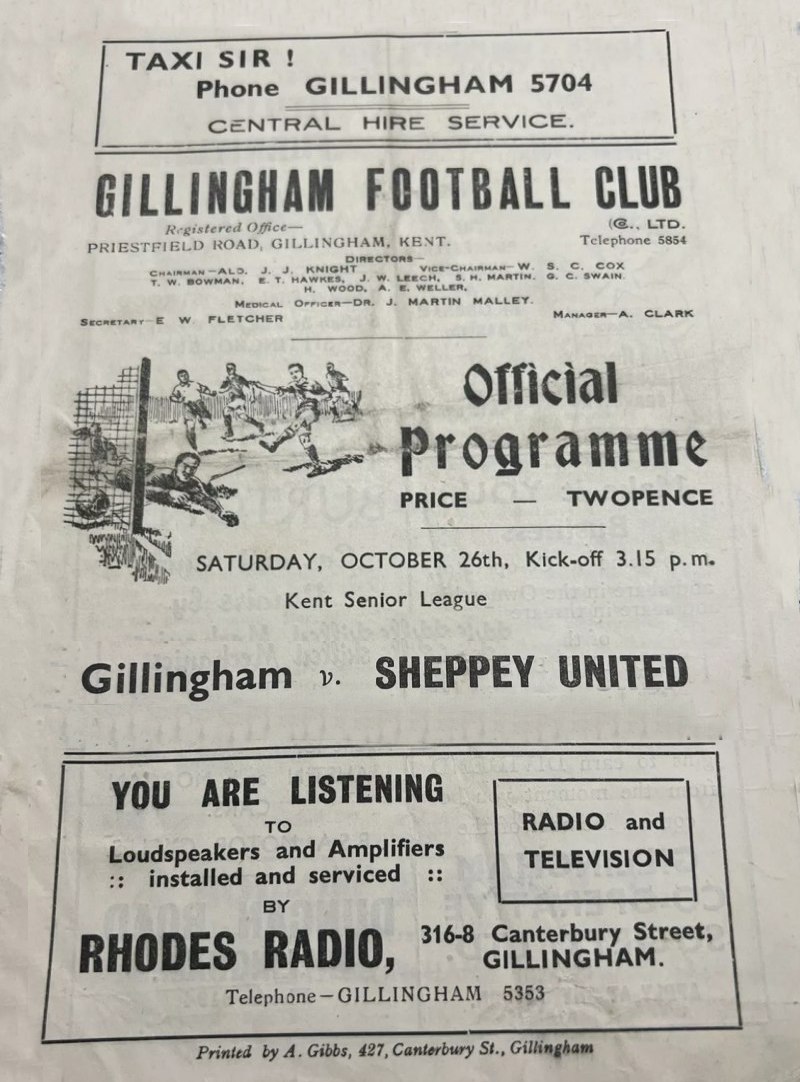 TAXI SIR !
Phone GILLINGHAM 5704
CENTRAL HIRE SERVICE.
GILLINGHAM FOOTBALL CLUB
Registered Office—
LTD.
PRIESTFIELD ROAD, GILLINGHAM, KENT.
Telephone 5854
DIRECTORS—
CHAIRMAN—ALD. J. J. KNIGHT VICE-CHAIRMAN—W. S. C. COX
T. W. BOWMAN, E. T. HAWKES, J. W. LEECH, S. H. MARTIN. G. C. SWAIN.
H. WOOD, A. E. WELLER,
MEDICAL OFFICER—DR. J. MARTIN MALLEY.
SECRETARY—E W. FLETCHER
MANAGER—A. CLARK
Official
Programme
PRICE — TWOPENCE
SATURDAY, OCTOBER 26th, Kick-off 3.15 p.m.
Kent Senior League
Gillingham v. SHEPPEY UNITED
YOU ARE LISTENING
TO
Loudspeakers and Amplifiers
:: installed and serviced ::
BY
RADIO and
TELEVISION
RHODES RADIO,
316-8 Canterbury Street,
GILLINGHAM.
Telephone—GILLINGHAM 5353
Printed by A. Gibbs, 427, Canterbury St., Gillingham